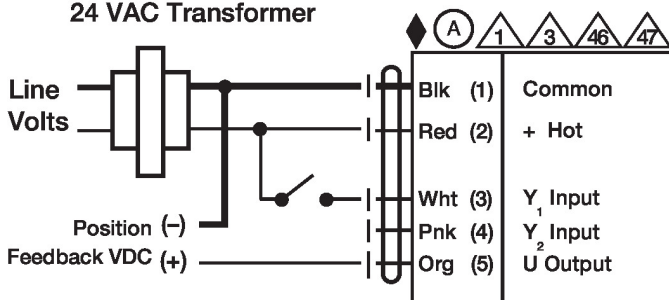 24 VAC Transformer
A 1 3 46 47
Line
Volts
Blk (1) Common
Red (2) + Hot
Wht (3) Y1 Input
Position (–)
Pnk (4) Y2 Input
Feedback VDC (+)
Org (5) U Output